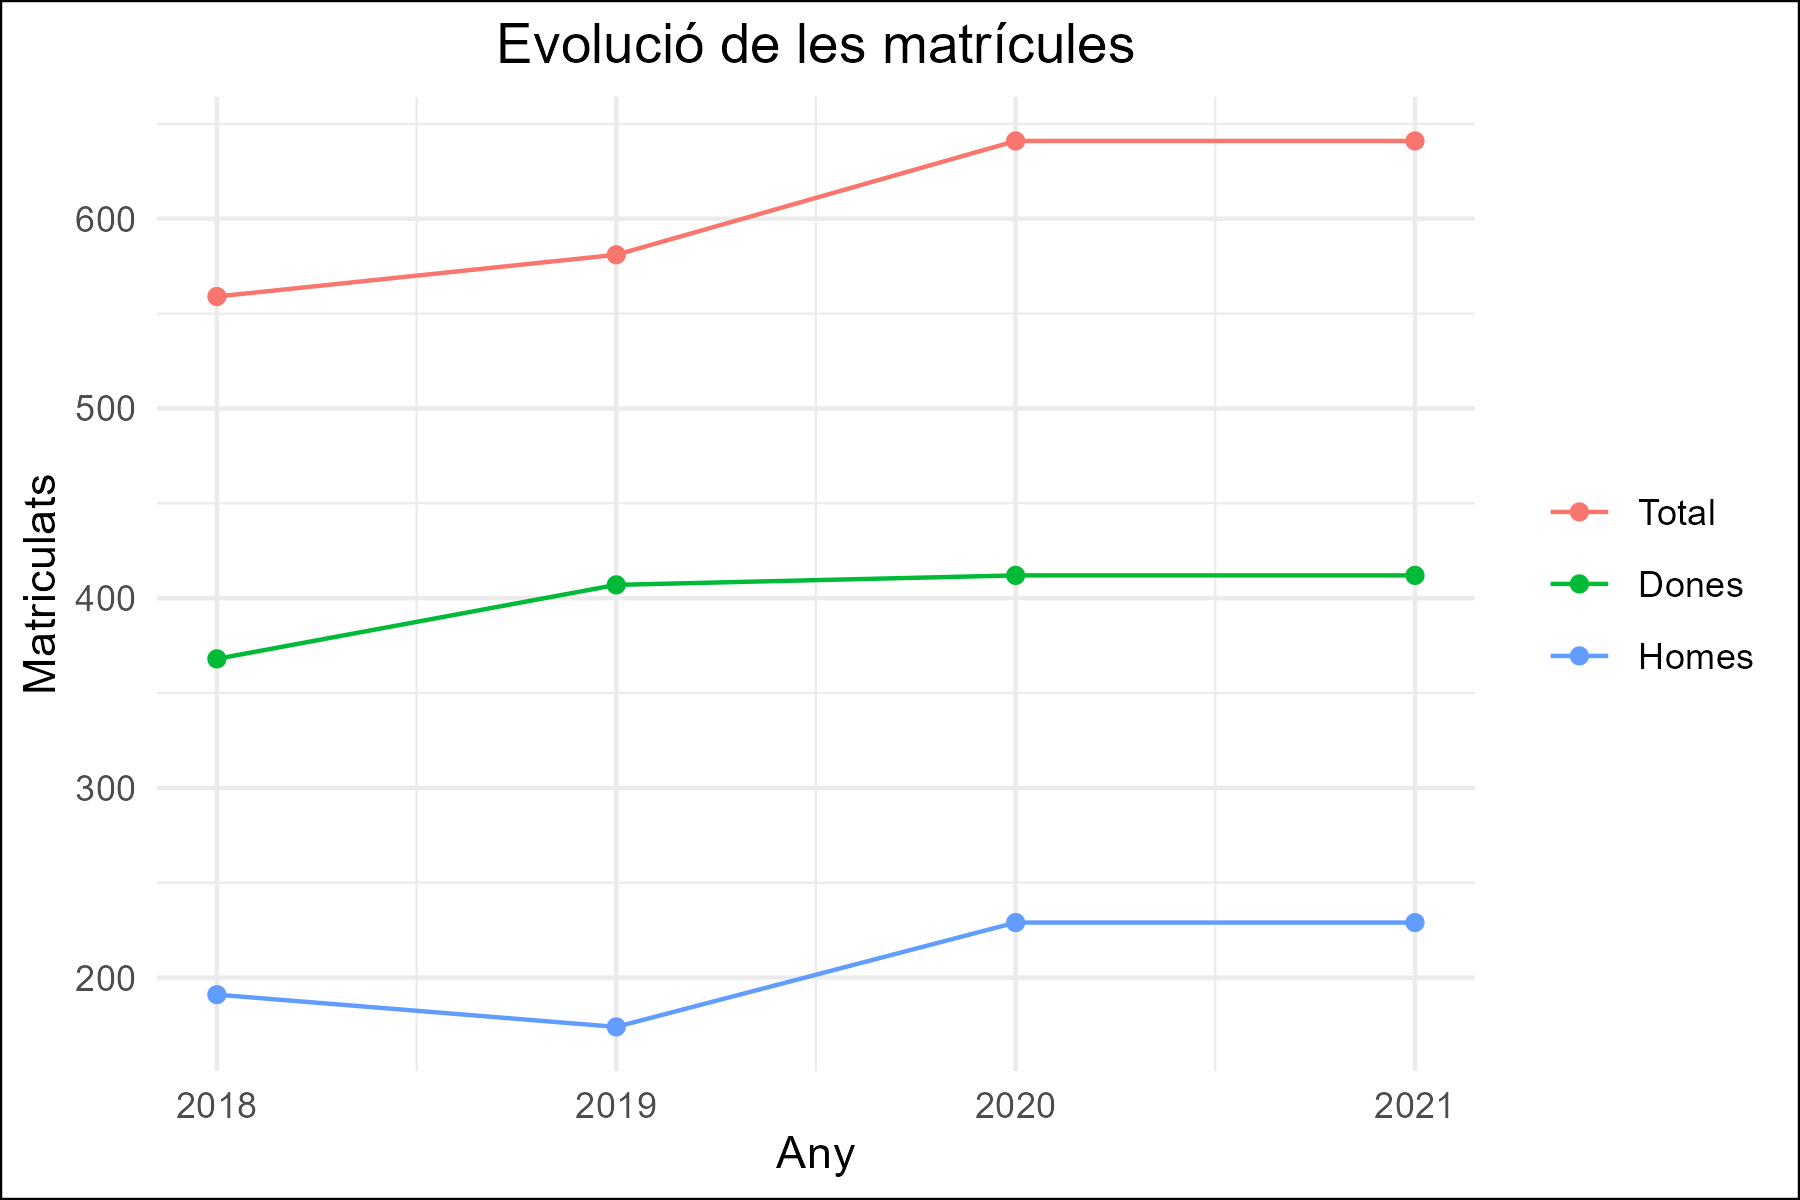 Evolució de les matrícules
Matriculats
600
500
400
300
200
2018
2019
2020
2021
Any
Total
Dones
Homes